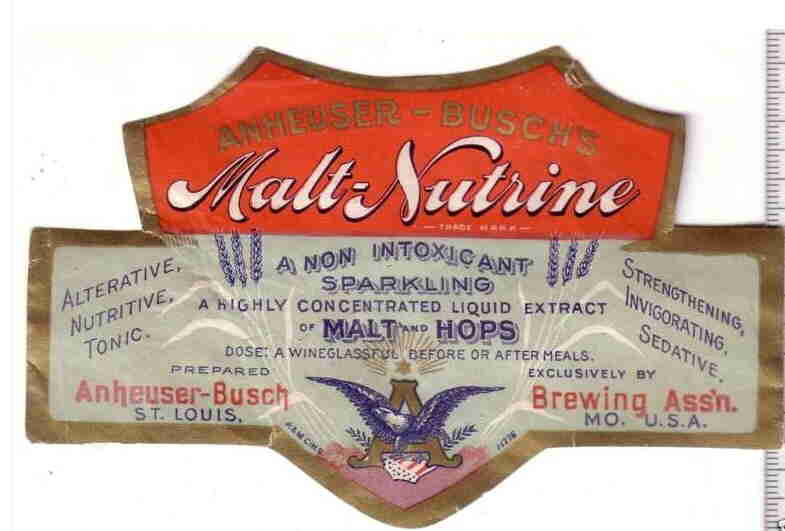 ANHEUSER-BUSCH'S
Malt-Nutrine
TRADE MARK
A NON INTOXICANT
SPARKLING
A HIGHLY CONCENTRATED LIQUID EXTRACT
OF MALT AND HOPS
DOSE: A WINEGLASSFUL BEFORE OR AFTER MEALS.
ALTERATIVE,
NUTRITIVE,
TONIC.
STRENGTHENING,
INVIGORATING,
SEDATIVE.
PREPARED
EXCLUSIVELY BY
Anheuser-Busch
Brewing Ass'n.
ST. LOUIS,
MO. U.S.A.
A